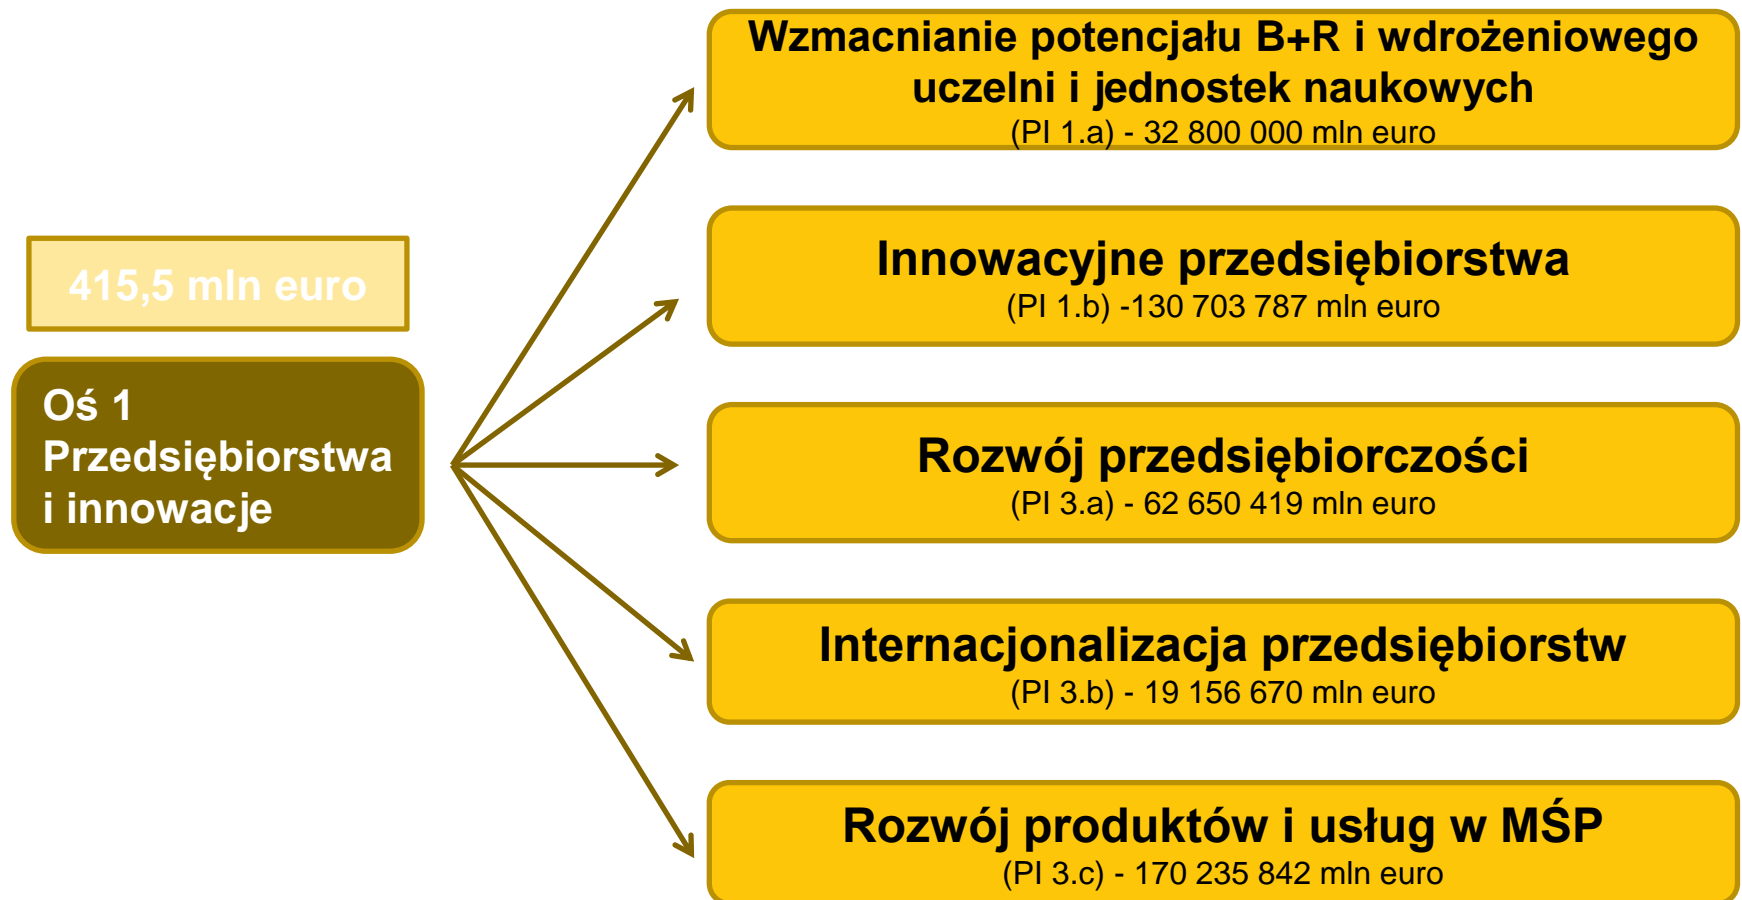 415,5 mln euro
Oś 1
Przedsiębiorstwa
i innowacje
Wzmacnianie potencjału B+R i wdrożeniowego
uczelni i jednostek naukowych
(PI 1.a) - 32 800 000 mln euro
Innowacyjne przedsiębiorstwa
(PI 1.b) -130 703 787 mln euro
Rozwój przedsiębiorczości
(PI 3.a) - 62 650 419 mln euro
Internacjonalizacja przedsiębiorstw
(PI 3.b) - 19 156 670 mln euro
Rozwój produktów i usług w MŚP
(PI 3.c) - 170 235 842 mln euro